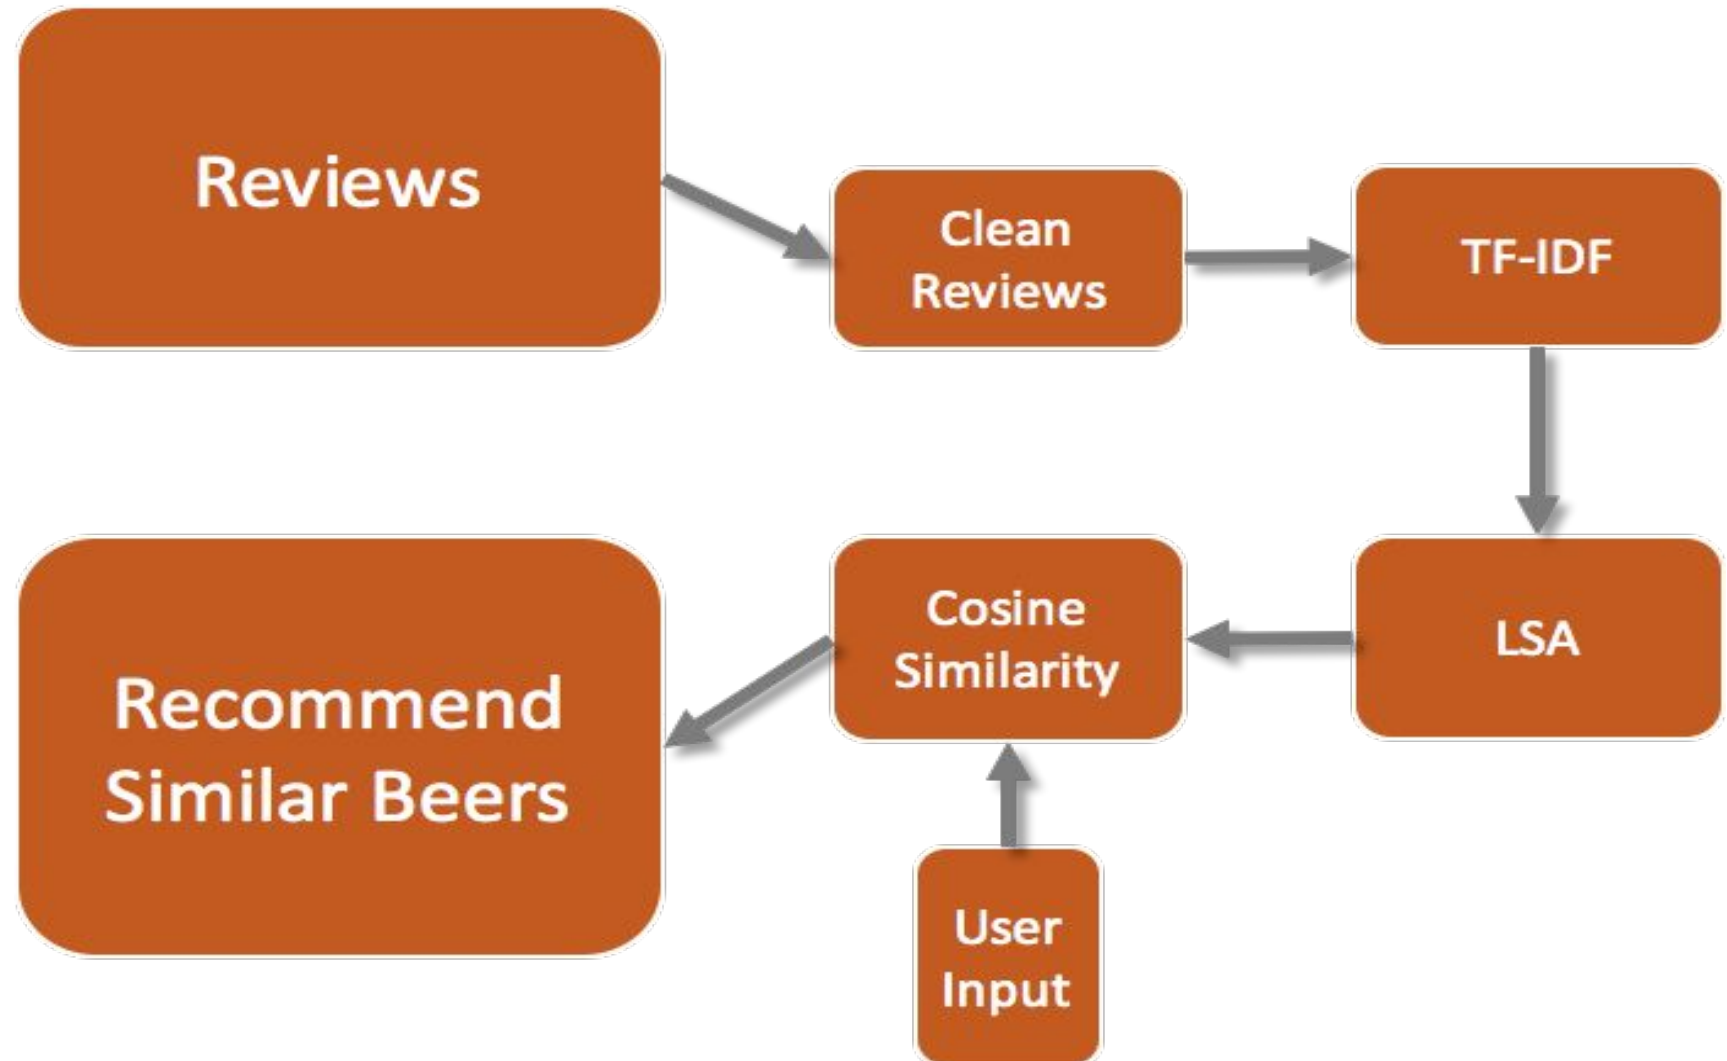 Reviews
Clean
Reviews
TF-IDF
LSA
Cosine
Similarity
User
Input
Recommend
Similar Beers